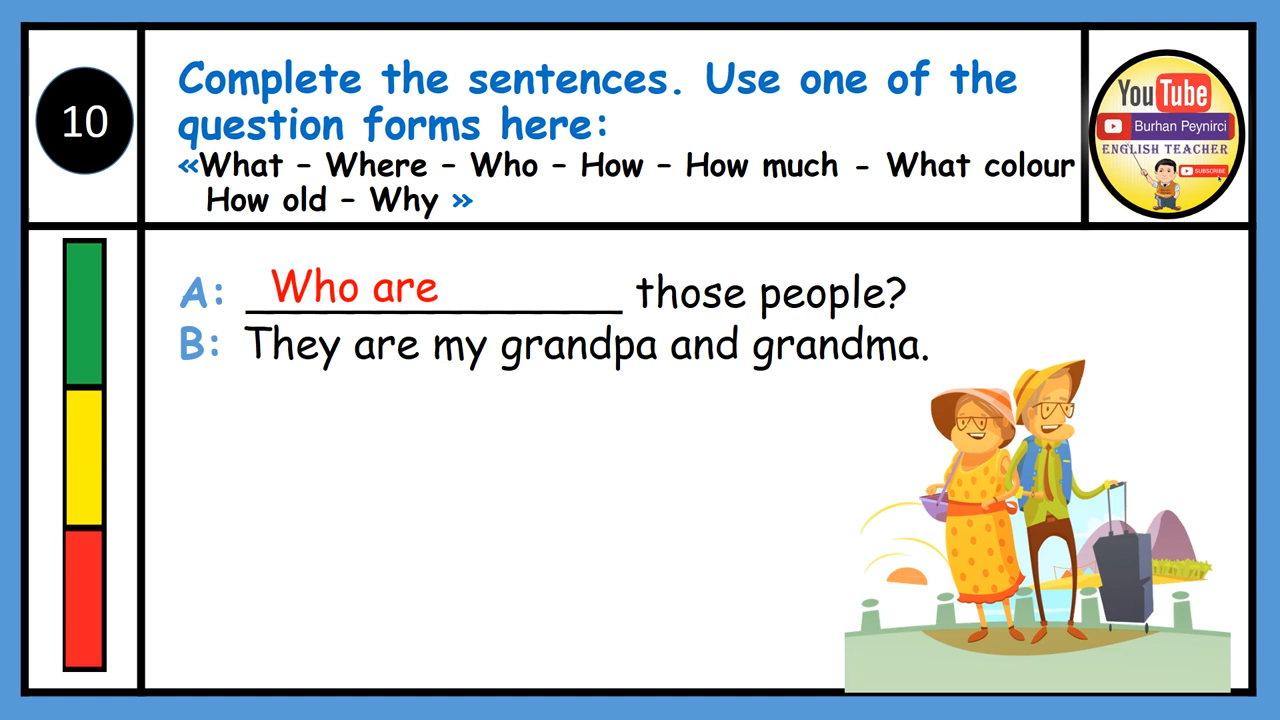 10
Complete the sentences. Use one of the
question forms here:
«What – Where – Who – How – How much - What colour
How old – Why »
YouTube
Burhan Peynirci
ENGLISH TEACHER
SUBSCRIBE
A: Who are those people?
B: They are my grandpa and grandma.